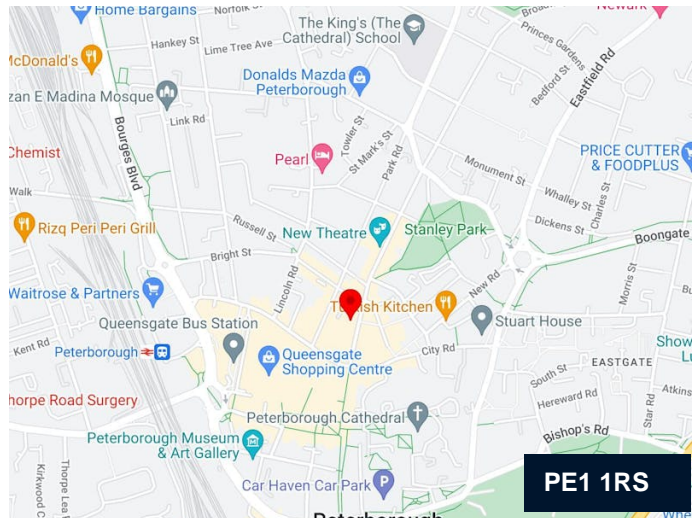 Home Bargains
Norfolk St
Newark
The King's (The
Cathedral) School
Hankey St
Lime Tree Ave
Princes Gardens
McDonald's
Donalds Mazda
Peterborough
Bedford St
Eastfield Rd
zan E Madina Mosque
Link Rd
Towler St
St Mark's St
Park Rd
PRICE CUTTER
& FOODPLUS
Bourges Blvd
Chemist
Pearl
Monument St
Whalley St
Charles St
Walk
Rizq Peri Peri Grill
Russell St
New Theatre
Stanley Park
Dickens St
Boongate
Bright St
Lincoln Rd
New Rd
Morris St
Waitrose & Partners
Turkish Kitchen
Stuart House
Queensgate Bus Station
Kent Rd
Peterborough
Queensgate
Shopping Centre
City Rd
EASTGATE
Show
South St
Hereward Rd
Star Rd
Atkins
horpe Road Surgery
Peterborough Cathedral
Bishop's Rd
Peterborough Museum
& Art Gallery
Kirkwood C
Thorpe Lea
Car Haven Car Park
P
PE1 1RS
Peterborough
Whe